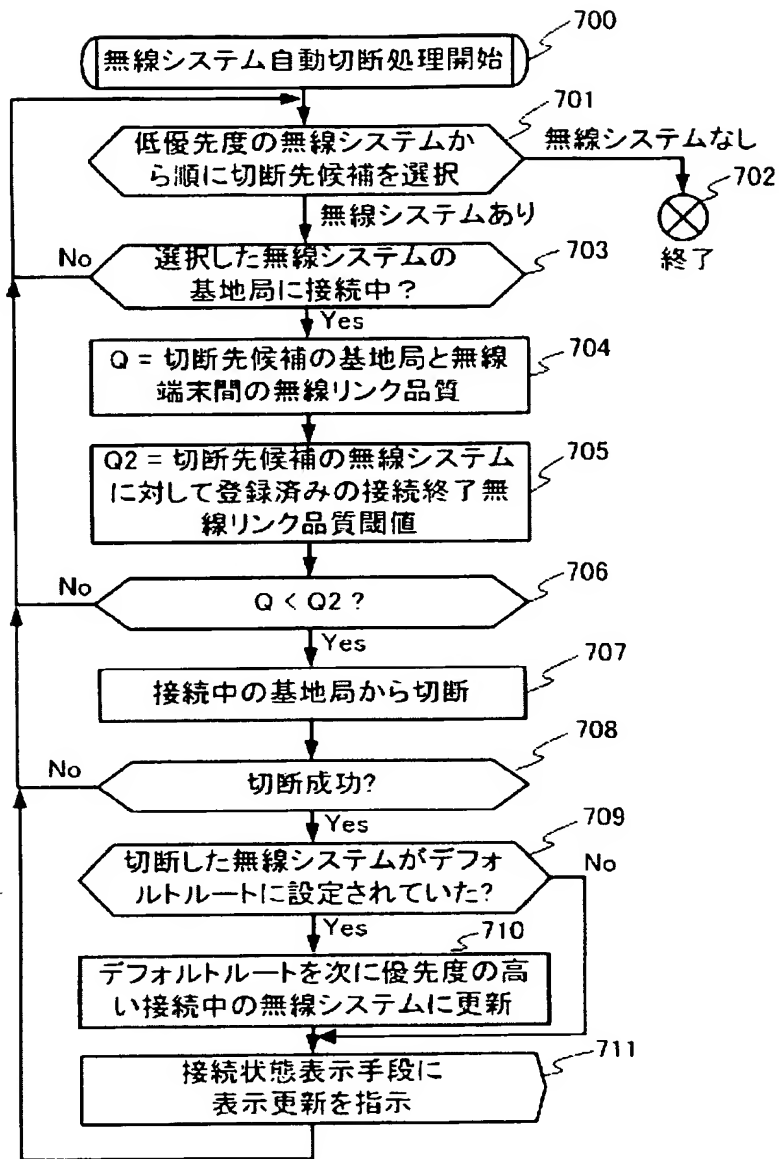 700
無線システム自動切断処理開始
701
低優先度の無線システムか
ら順に切断先候補を選択
無線システムなし
702
終了
無線システムあり
No
703
選択した無線システムの
基地局に接続中？
Yes
704
Q = 切断先候補の基地局と無線
端末間の無線リンク品質
705
Q2 = 切断先候補の無線システム
に対して登録済みの接続終了無
線リンク品質閾値
No
706
Q < Q2 ?
Yes
707
接続中の基地局から切断
708
No
切断成功?
Yes
709
切断した無線システムがデフォ
ルトルートに設定されていた?
No
Yes
710
デフォルトルートを次に優先度の高
い接続中の無線システムに更新
711
接続状態表示手段に
表示更新を指示